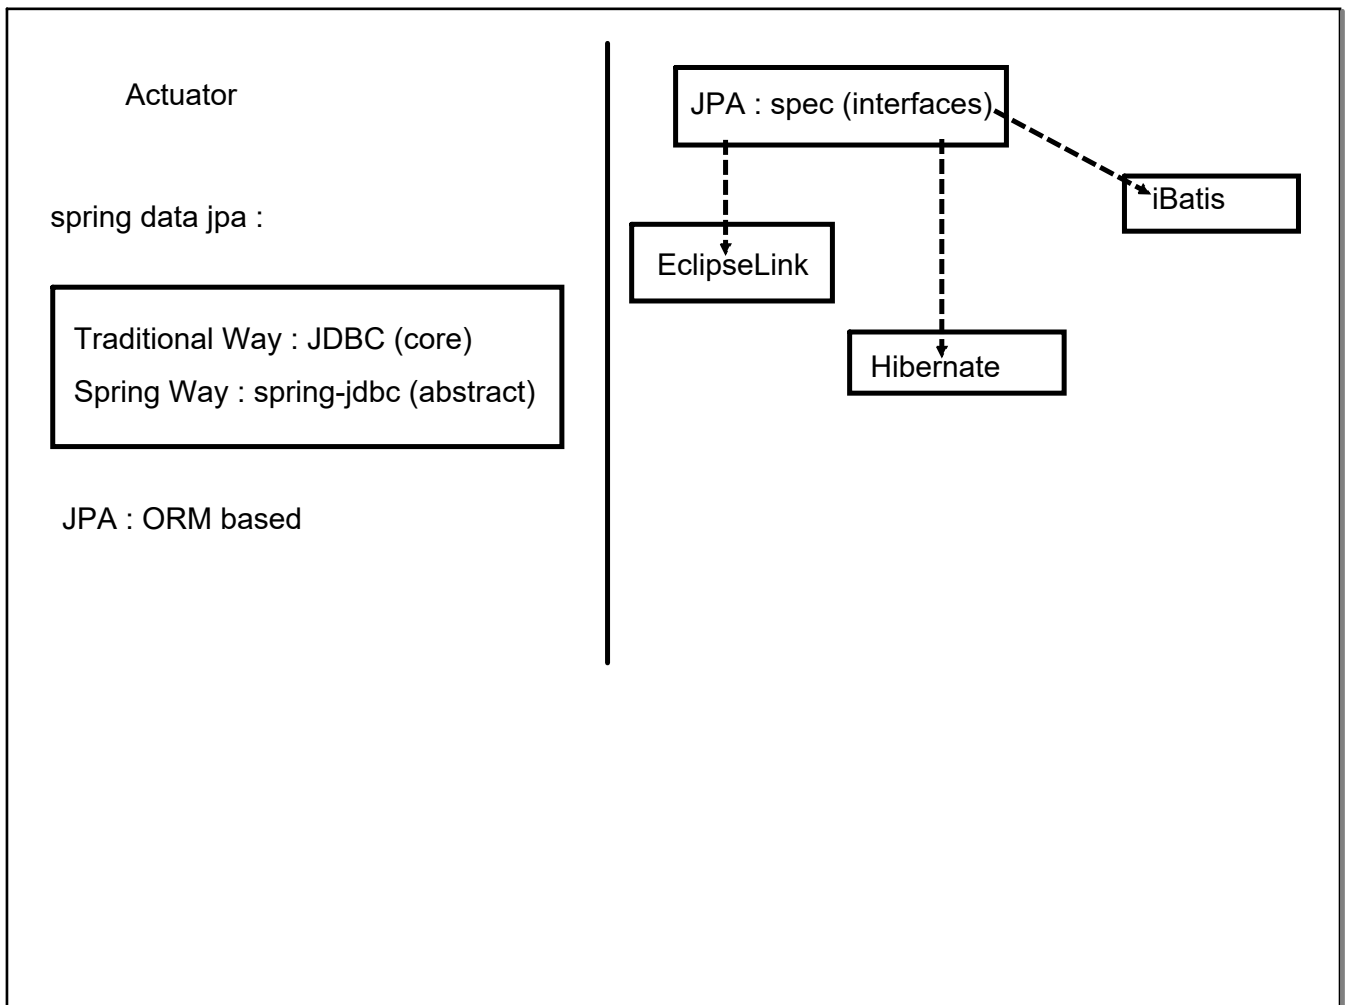 Actuator
spring data jpa :
Traditional Way : JDBC (core)
Spring Way : spring-jdbc (abstract)
JPA : ORM based
JPA : spec (interfaces)
iBatis
EclipseLink
Hibernate